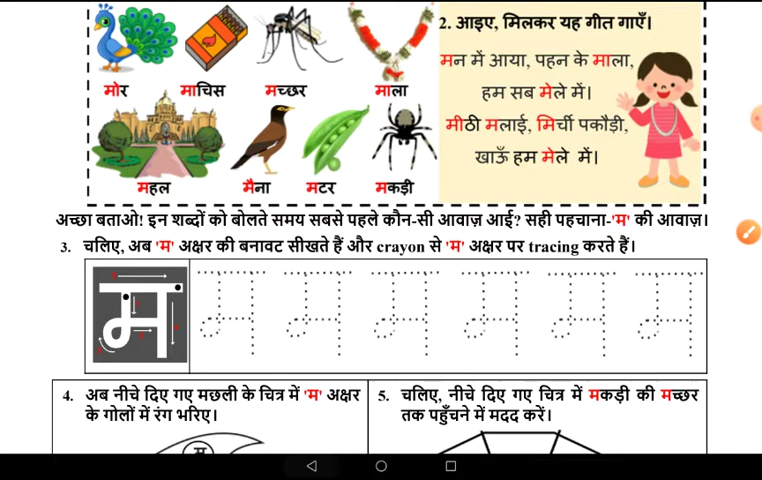 मोर माचिस मच्छर माला
महल मैना मटर मकड़ी
2. आइए, मिलकर यह गीत गाएँ।
मन में आया, पहन के माला,
हम सब मेले में।
मीठी मलाई, मिर्ची पकौड़ी,
खाऊँ हम मेले में।
अच्छा बताओ! इन शब्दों को बोलते समय सबसे पहले कौन-सी आवाज़ आई? सही पहचाना-'म' की आवाज़।
3. चलिए, अब 'म' अक्षर की बनावट सीखते हैं और crayon से 'म' अक्षर पर tracing करते हैं।
म म म म म म म
4. अब नीचे दिए गए मछली के चित्र में 'म' अक्षर
के गोलों में रंग भरिए।
म
5. चलिए, नीचे दिए गए चित्र में मकड़ी की मच्छर
तक पहुँचने में मदद करें।